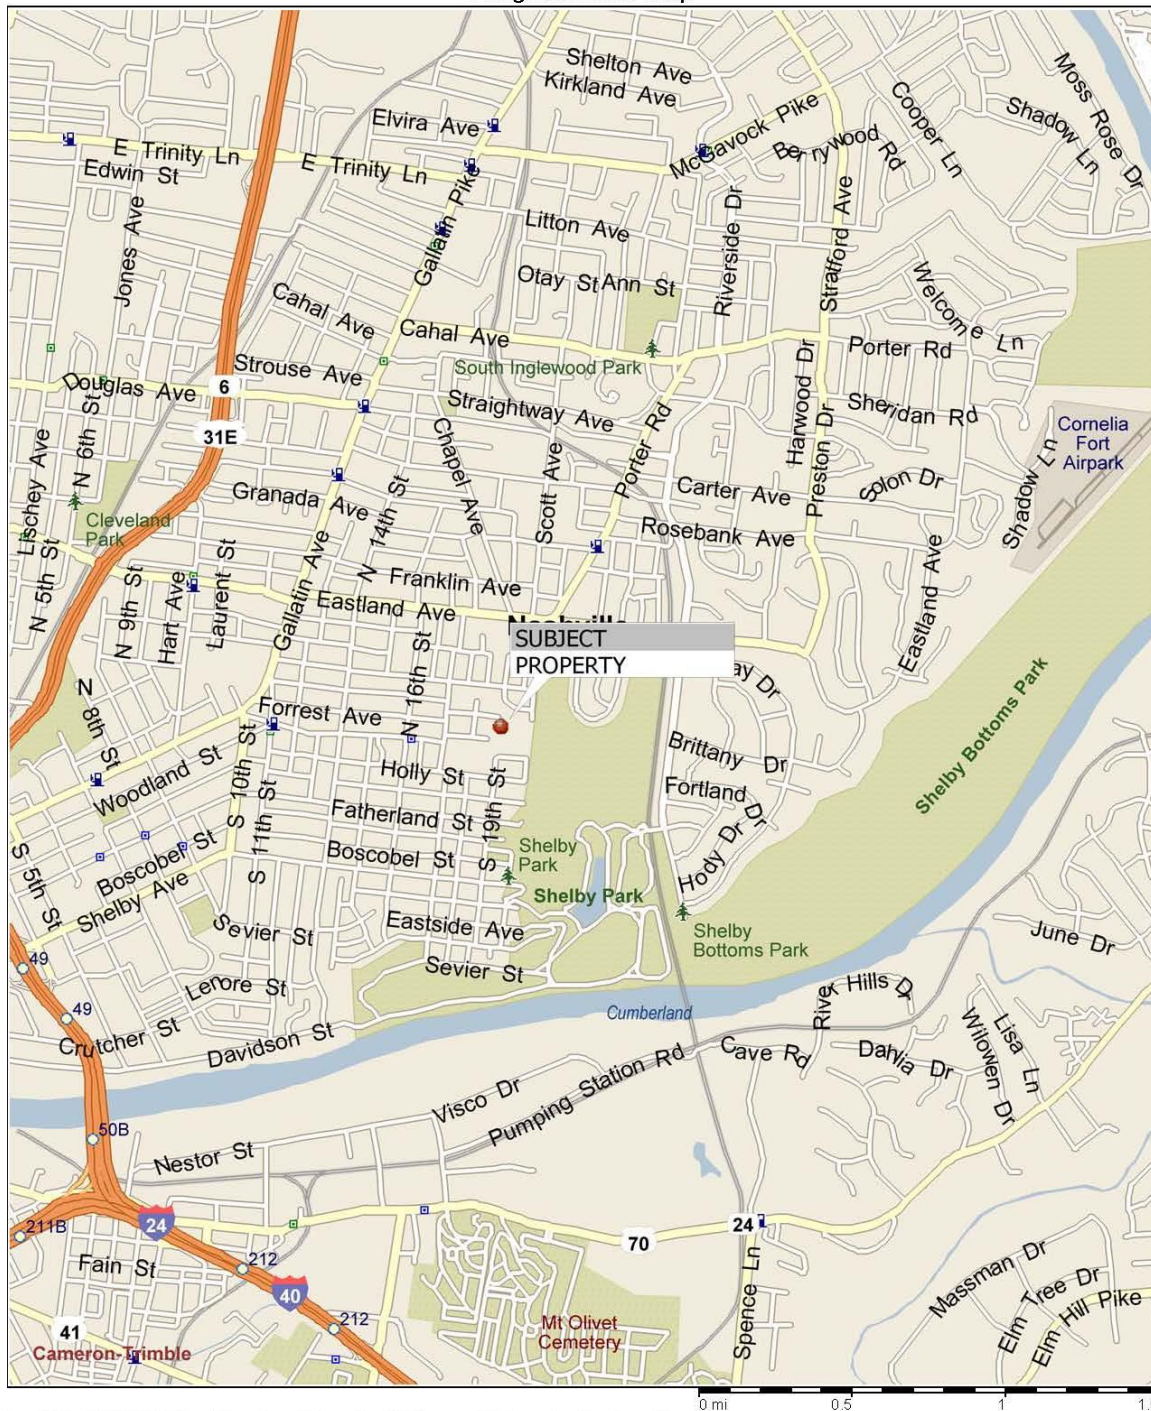 Shelton Ave
Kirkland Ave
Elvira Ave
McGavock Pike
Berrywood Rd
Cooper Ln
Shadow Ln
Moss Rose Dr
E Trinity Ln
E Trinity Ln
Edwin St
Jones Ave
Gallatin Pike
Litton Ave
Otay St
Ann St
Riverside Dr
Stratford Ave
Welcome Ln
Cahal Ave
Cahal Ave
South Inglewood Park
Porter Rd
Strouse Ave
Douglas Ave
6
31E
Straightway Ave
Harwood Dr
Preston Dr
Sheridan Rd
Cornelia
Fort
Airpark
Lischey Ave
N 6th St
Chapel Ave
Scott Ave
Porter Rd
Carter Ave
Solon Dr
Shadow Ln
Granada Ave
N 14th St
Cleveland
Park
Rosebank Ave
N 5th St
N 9th St
Hart Ave
Laurent St
Gallatin Ave
Franklin Ave
Eastland Ave
Eastland Ave
Nashville
SUBJECT
PROPERTY
ay Dr
N 16th St
N 8th St
Forrest Ave
Woodland St
S 10th St
S 11th St
Holly St
Fatherland St
S 19th St
Boscobel St
Boscobel St
Shelby Ave
S 5th St
Brittany Dr
Fortland Dr
Hody Dr
Shelby Bottoms Park
Shelby
Park
Shelby Park
Shelby
Bottoms Park
Eastside Ave
Sevier St
Sevier St
Lenore St
49
49
Crutcher St
Davidson St
Cumberland
River Hills Dr
June Dr
Cave Rd
Dahlia Dr
Wilowen Dr
Lisa Ln
Visco Dr
Pumping Station Rd
50B
Nestor St
211B
24
212
40
212
Fain St
41
Cameron-Trimble
70
24
Spence Ln
Mt Olivet
Cemetery
Massman Dr
Elm Tree Dr
Elm Hill Pike
0 mi
0.5
1